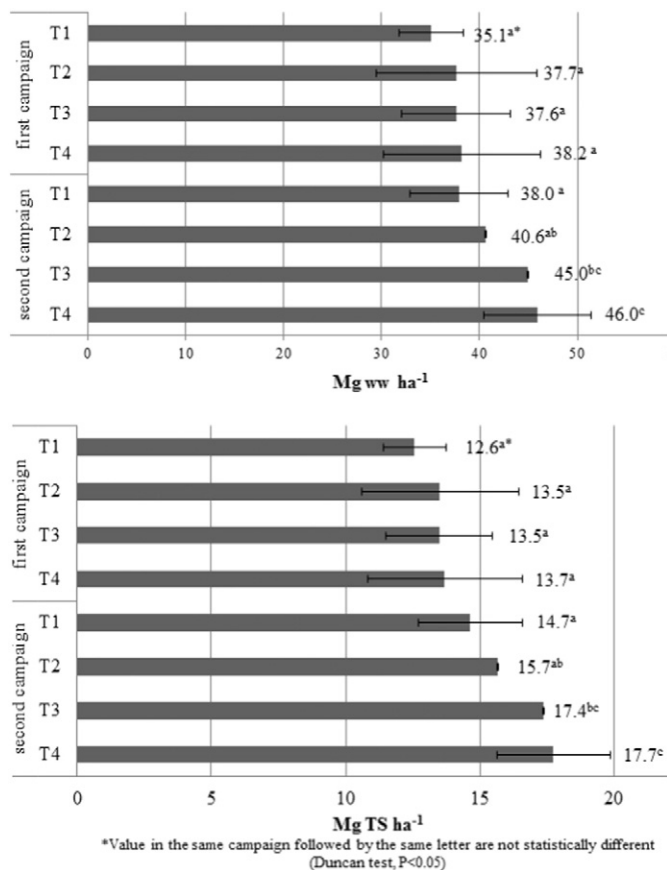 first campaign
T1 35.1a*
T2 37.7a
T3 37.6a
T4 38.2 a
second campaign
T1 38.0 a
T2 40.6ab
T3 45.0bc
T4 46.0c
0 10 20 30 40 50
Mg ww ha-1
first campaign
T1 12.6a*
T2 13.5a
T3 13.5a
T4 13.7a
second campaign
T1 14.7a
T2 15.7ab
T3 17.4bc
T4 17.7c
0 5 10 15 20
Mg TS ha-1
*Value in the same campaign followed by the same letter are not statistically different
(Duncan test, P<0.05)